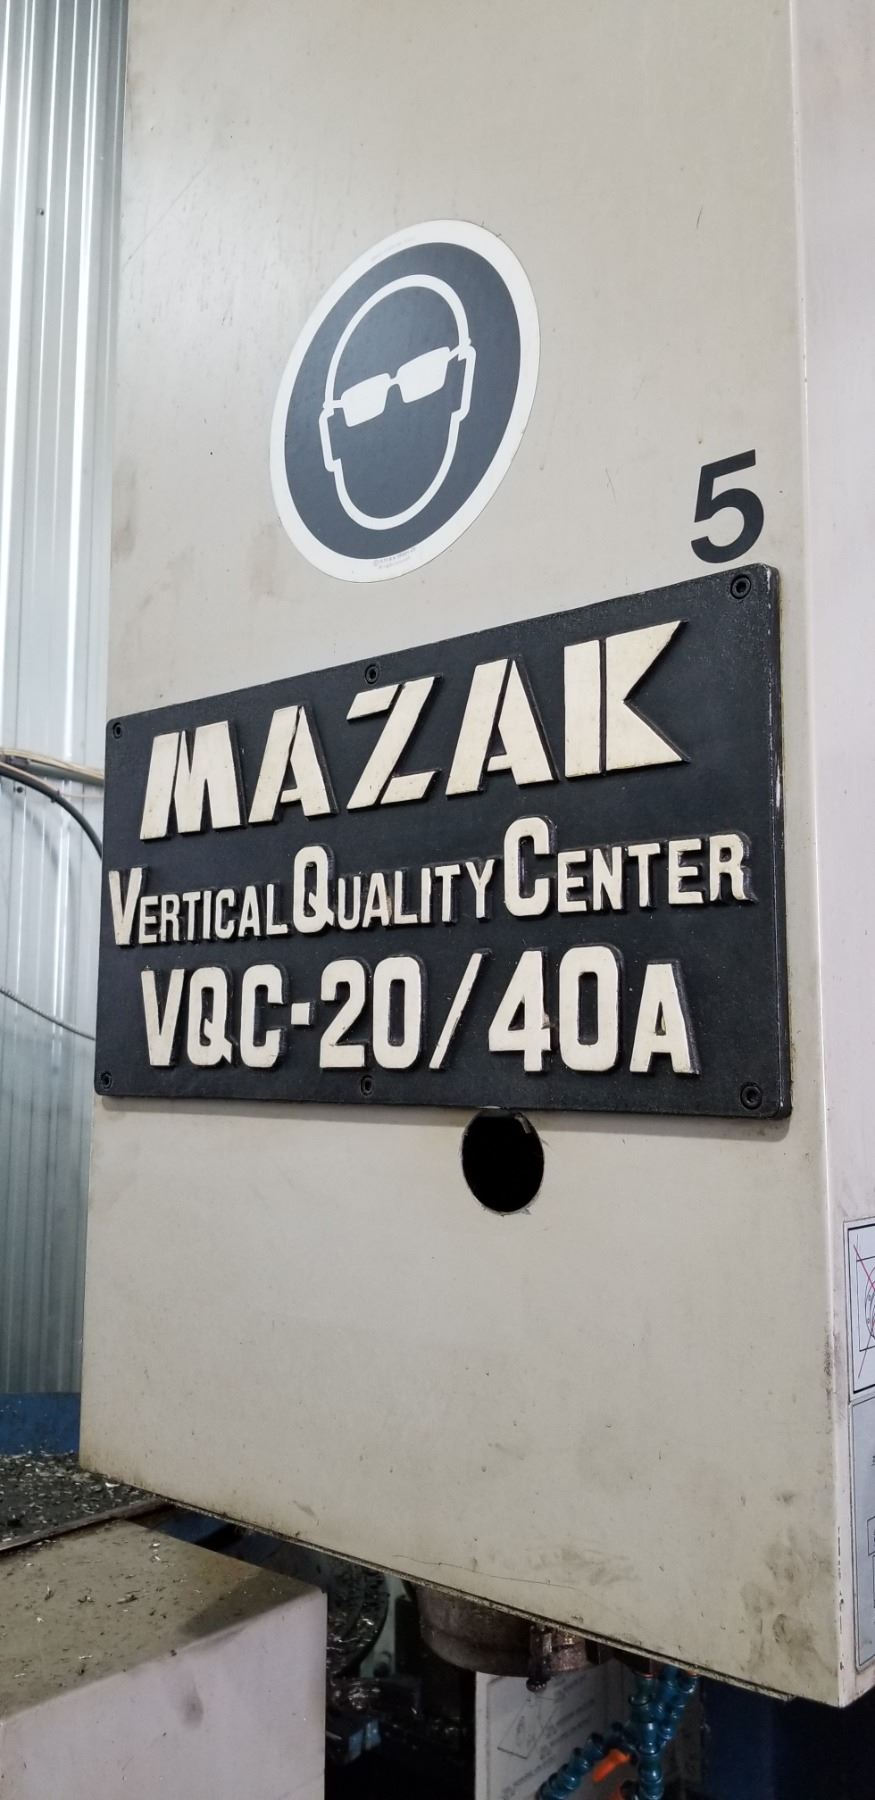 5
MAZAK
VERTICAL QUALITY CENTER
VQC-20/40A